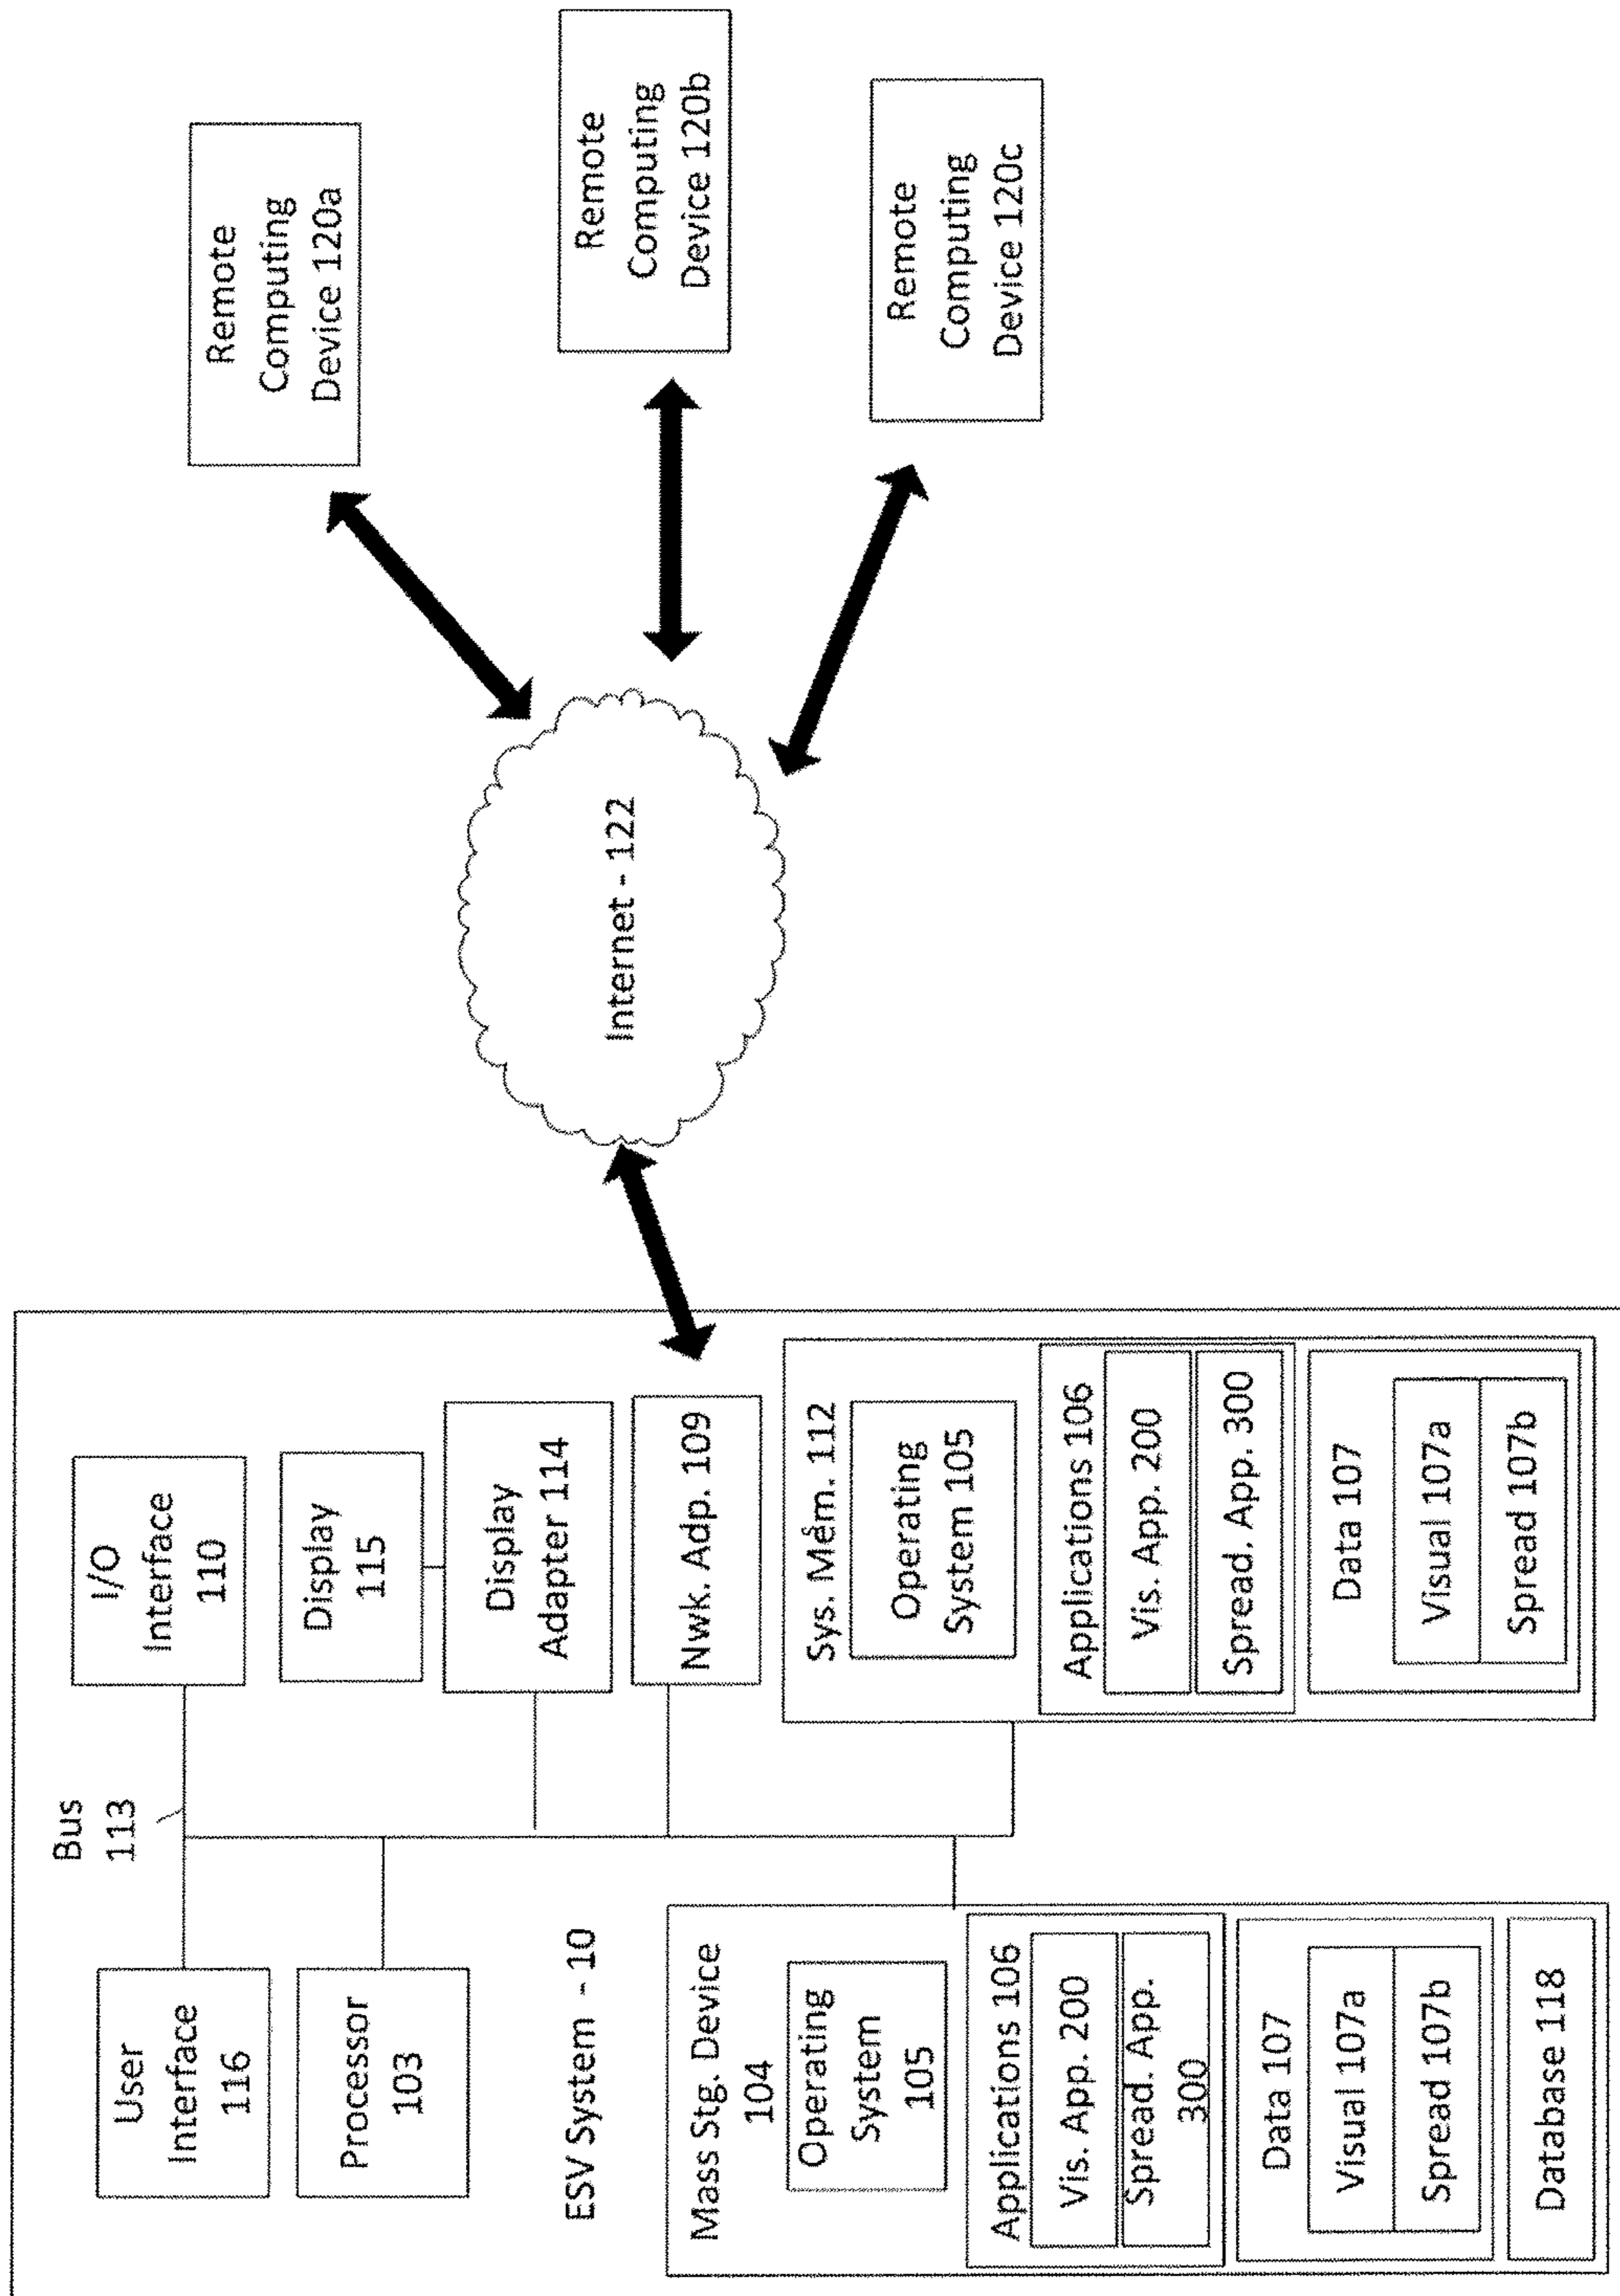 User
Interface
116
Processor
103
ESV System - 10
Mass Stg. Device
104
Operating
System
105
Applications 106
Vis. App. 200
Spread. App.
300
Data 107
Visual 107a
Spread 107b
Database 118
Bus
113
I/O
Interface
110
Display
115
Display
Adapter 114
Nwk. Adp. 109
Sys. Mem. 112
Operating
System 105
Applications 106
Vis. App. 200
Spread. App. 300
Data 107
Visual 107a
Spread 107b
Internet - 122
Remote
Computing
Device 120a
Remote
Computing
Device 120b
Remote
Computing
Device 120c